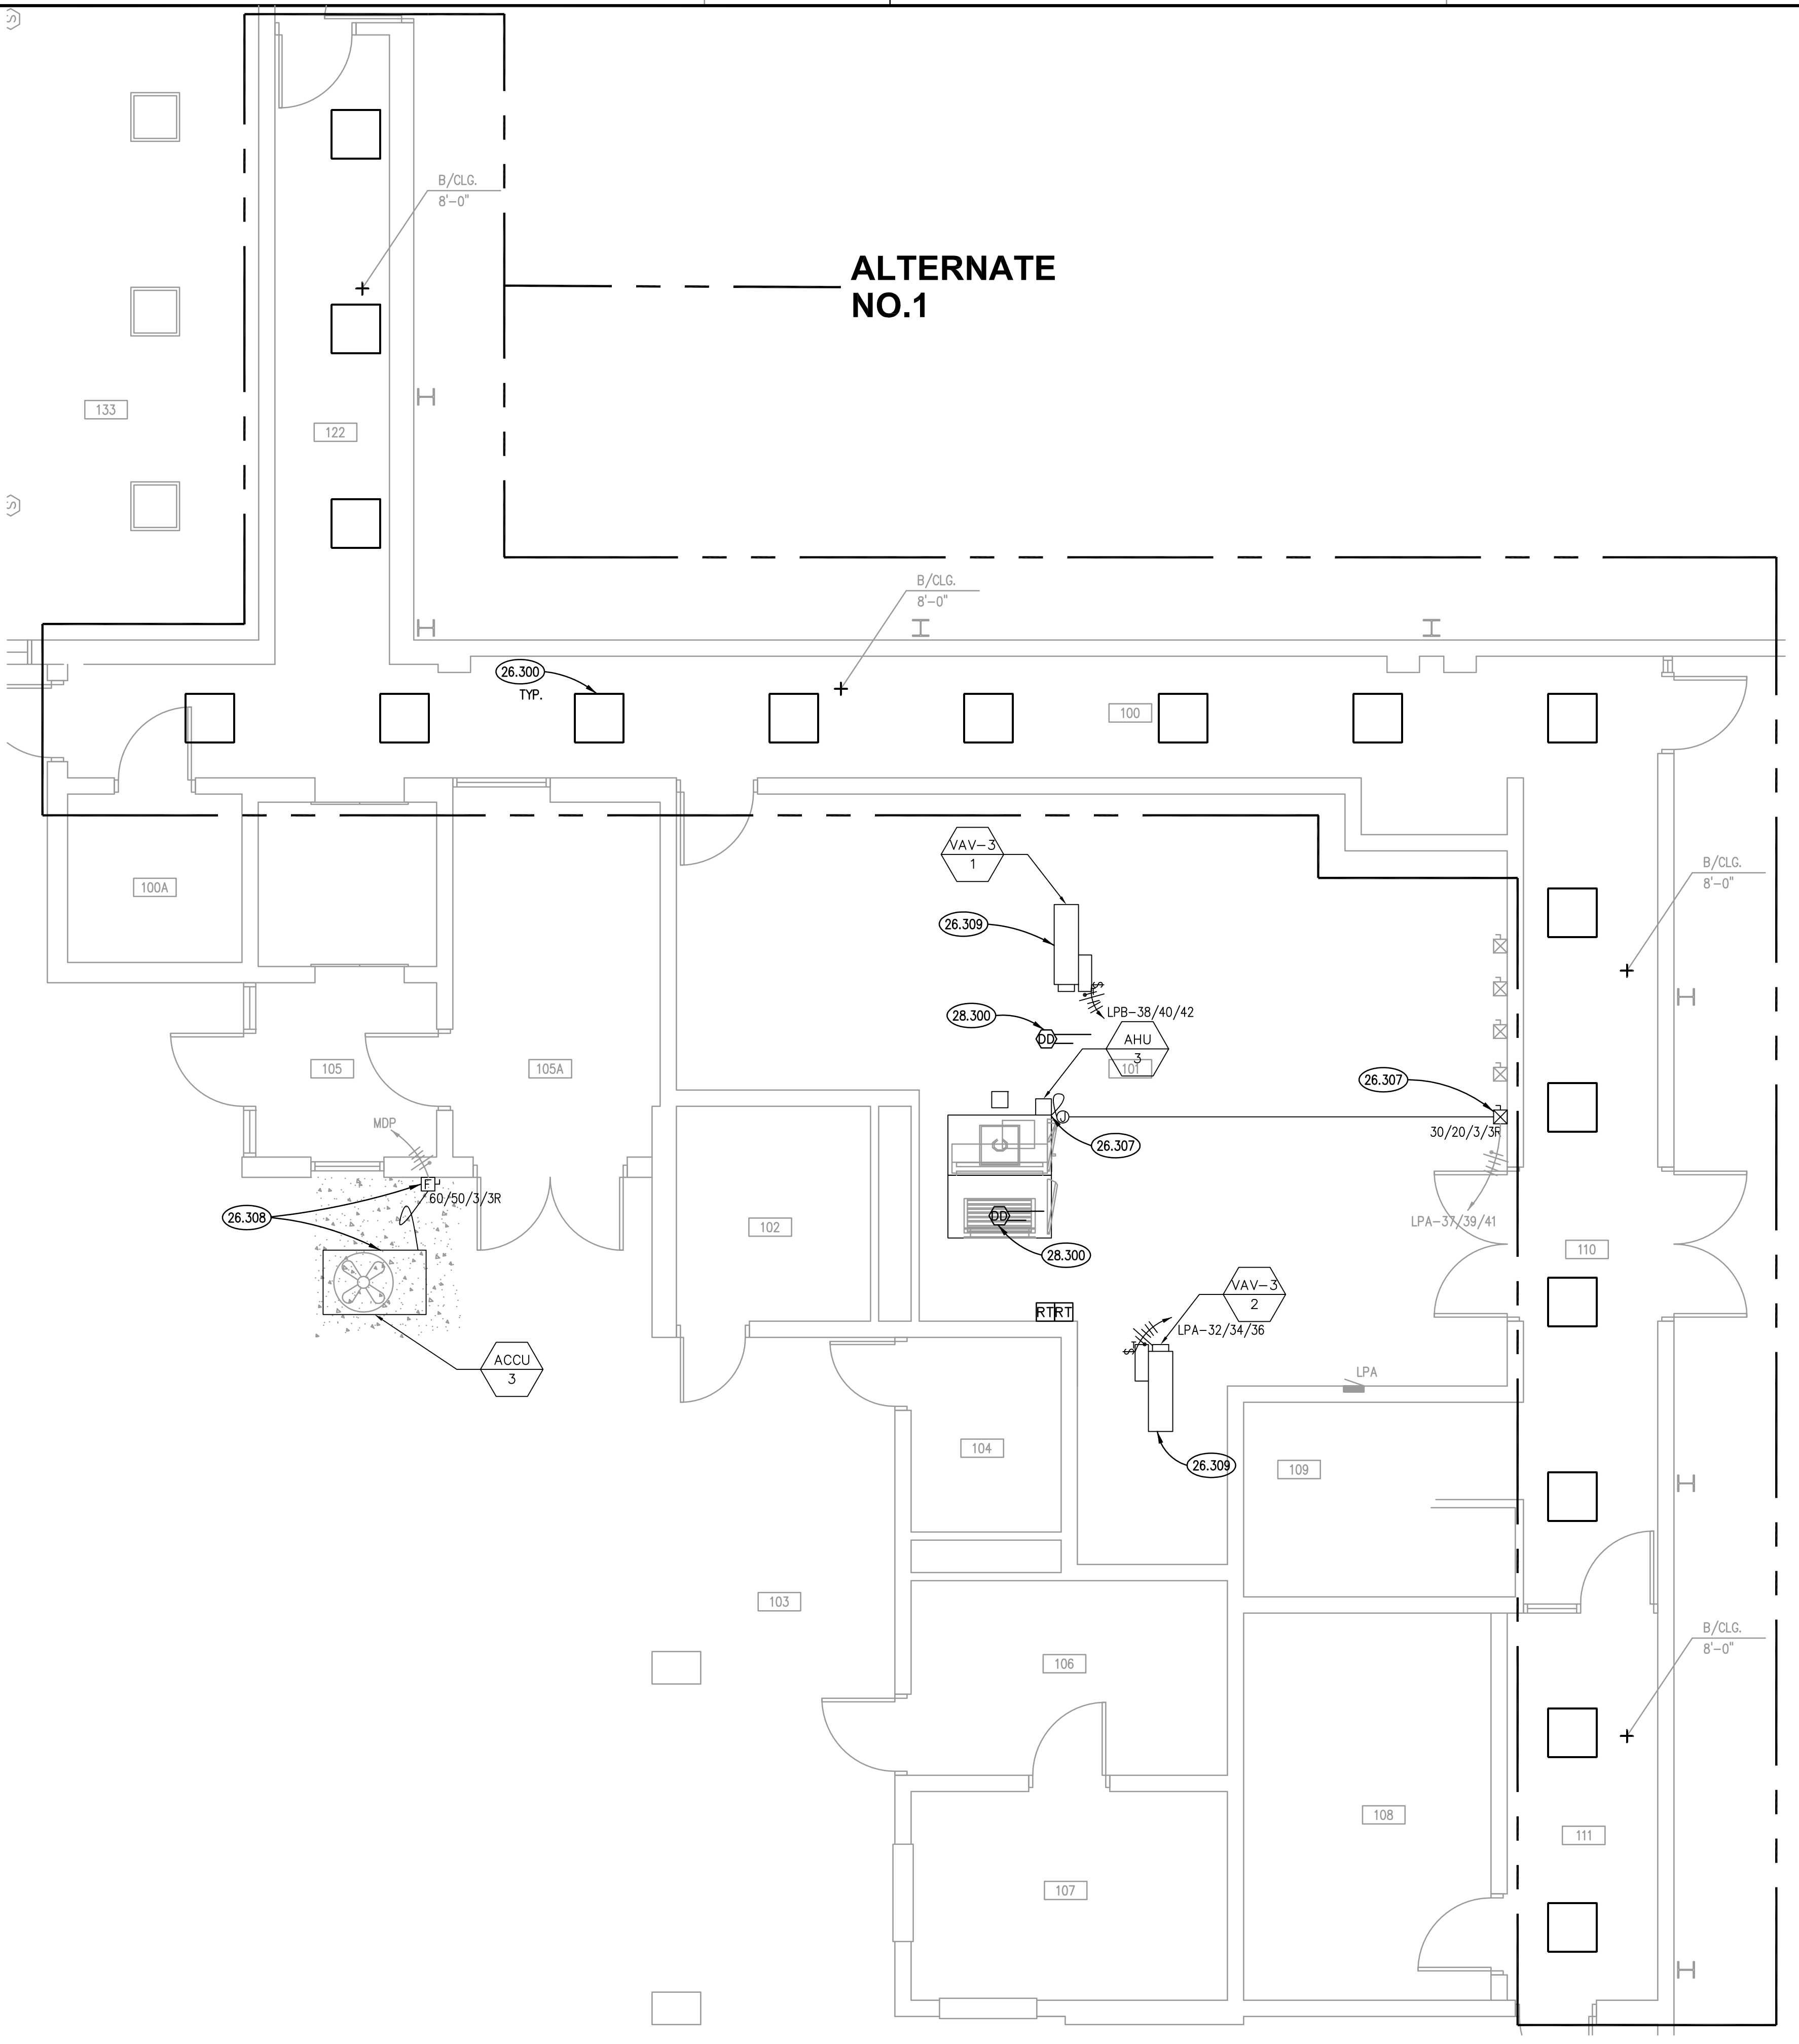 S
B/CLG.
8'-0"
ALTERNATE
NO.1
133
122
S
B/CLG.
8'-0"
26.300
TYP.
100
VAV-3
1
B/CLG.
8'-0"
100A
26.309
28.300
LPB-38/40/42
DD
AHU
3
101
105
105A
26.307
MDP
J
30/20/3/3R
26.307
F
60/50/3/3R
26.308
102
DD
LPA-37/39/41
28.300
110
VAV-3
2
RT
RT
LPA-32/34/36
ACCU
3
LPA
104
26.309
109
103
B/CLG.
8'-0"
106
108
111
107